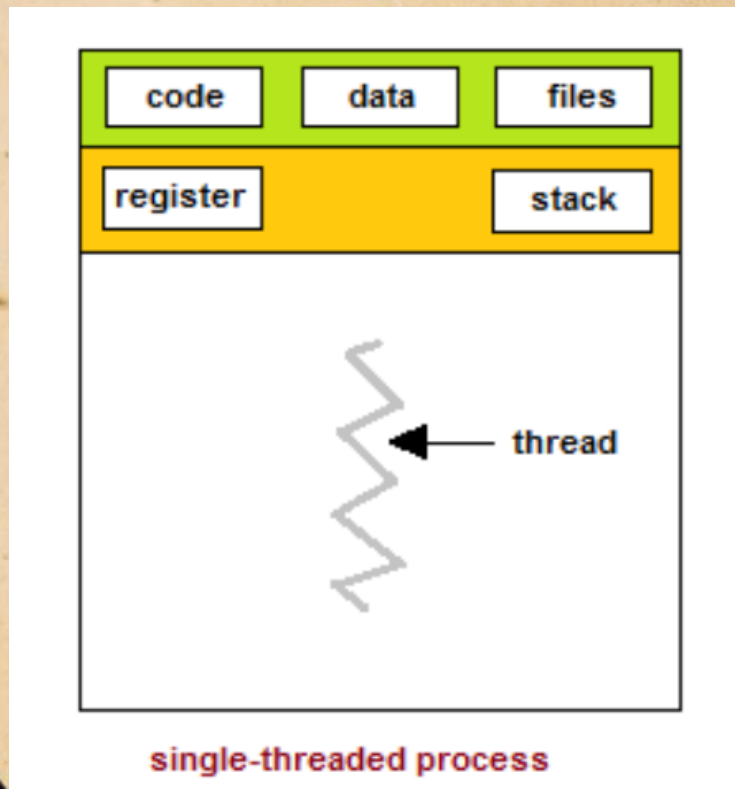 code data files
register stack
thread
single-threaded process